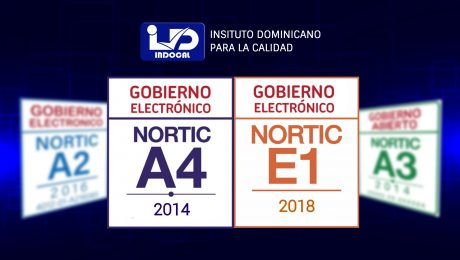 INDOCAL
INSITUTO DOMINICANO
PARA LA CALIDAD
GOBIERNO
ELECTRÓNICO
NORTIC
A2
2016
GOBIERNO
ELECTRÓNICO
NORTIC
A4
2014
GOBIERNO
ELECTRÓNICO
NORTIC
E1
2018
GOBIERNO
ABIERTO
NORTIC
A3
2014